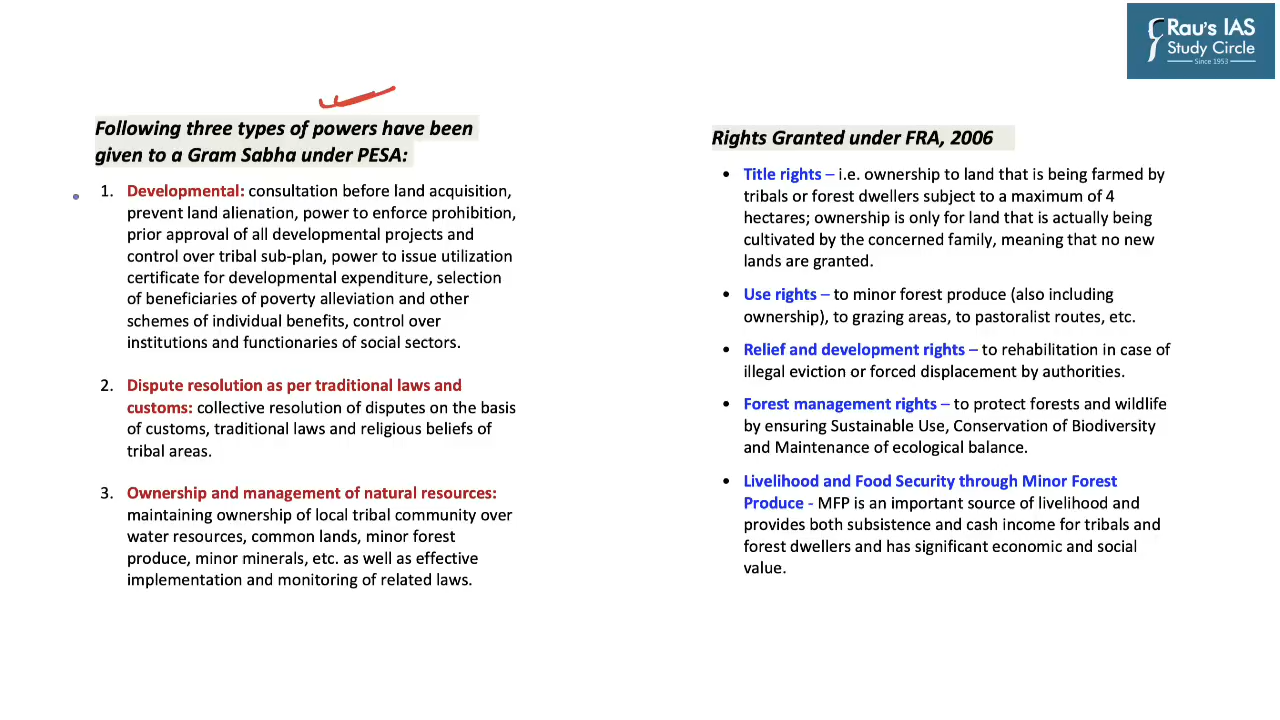 Rau's IAS
Study Circle
Since 1953
Following three types of powers have been
given to a Gram Sabha under PESA:
1. Developmental: consultation before land acquisition,
prevent land alienation, power to enforce prohibition,
prior approval of all developmental projects and
control over tribal sub-plan, power to issue utilization
certificate for developmental expenditure, selection
of beneficiaries of poverty alleviation and other
schemes of individual benefits, control over
institutions and functionaries of social sectors.
2. Dispute resolution as per traditional laws and
customs: collective resolution of disputes on the basis
of customs, traditional laws and religious beliefs of
tribal areas.
3. Ownership and management of natural resources:
maintaining ownership of local tribal community over
water resources, common lands, minor forest
produce, minor minerals, etc. as well as effective
implementation and monitoring of related laws.
Rights Granted under FRA, 2006
• Title rights – i.e. ownership to land that is being farmed by
tribals or forest dwellers subject to a maximum of 4
hectares; ownership is only for land that is actually being
cultivated by the concerned family, meaning that no new
lands are granted.
• Use rights – to minor forest produce (also including
ownership), to grazing areas, to pastoralist routes, etc.
• Relief and development rights – to rehabilitation in case of
illegal eviction or forced displacement by authorities.
• Forest management rights – to protect forests and wildlife
by ensuring Sustainable Use, Conservation of Biodiversity
and Maintenance of ecological balance.
• Livelihood and Food Security through Minor Forest
Produce - MFP is an important source of livelihood and
provides both subsistence and cash income for tribals and
forest dwellers and has significant economic and social
value.